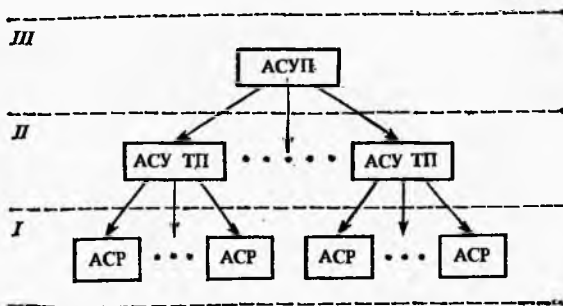 III
АСУП
II
АСУ ТП ..... АСУ ТП
I
АСР ... АСР АСР ... АСР